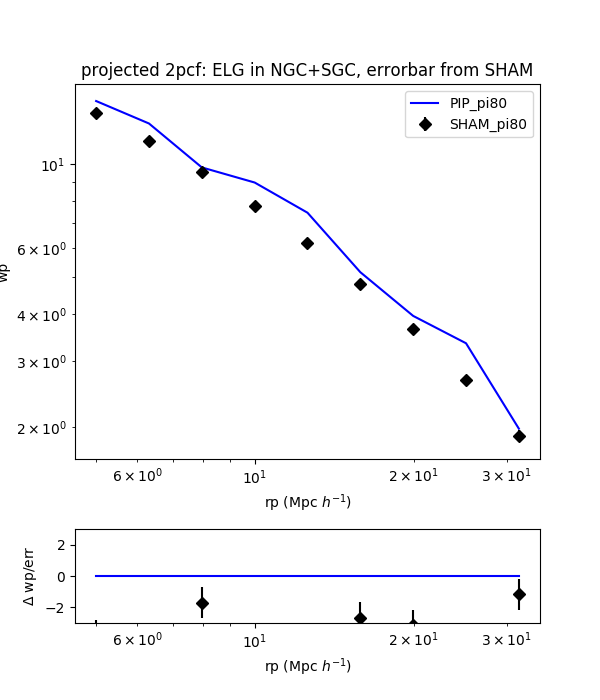 projected 2pcf: ELG in NGC+SGC, errorbar from SHAM
PIP_pi80
SHAM_pi80
wp
10¹
6 × 10⁰
4 × 10⁰
3 × 10⁰
2 × 10⁰
6 × 10⁰ 10¹ 2 × 10¹ 3 × 10¹
rp (Mpc h⁻¹)
Δ wp/err
2
0
−2
6 × 10⁰ 10¹ 2 × 10¹ 3 × 10¹
rp (Mpc h⁻¹)